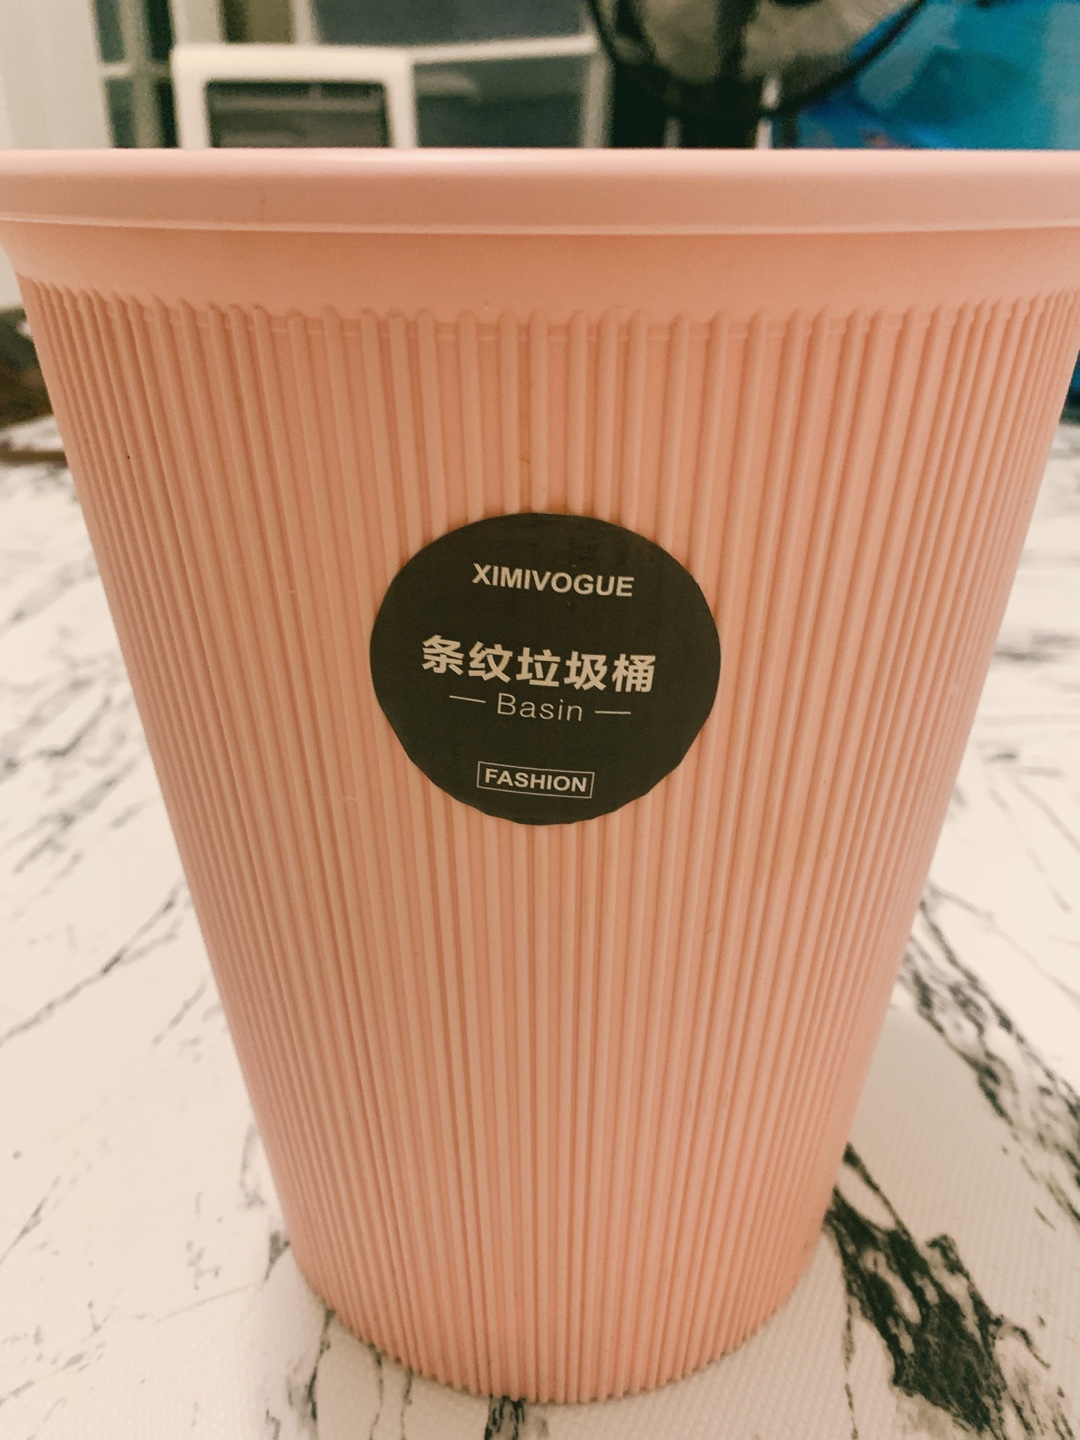 XIMIVOGUE
条纹垃圾桶
— Basin —
FASHION